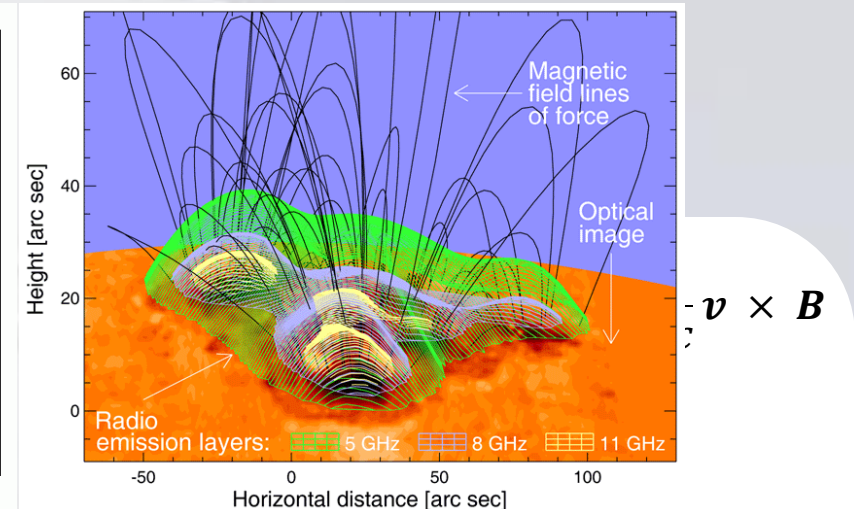 60
40
20
0
Height [arc sec]
Magnetic
field lines
of force
Optical
image
Radio
emission layers: 5 GHz 8 GHz 11 GHz
-50 0 50 100
Horizontal distance [arc sec]
v × B